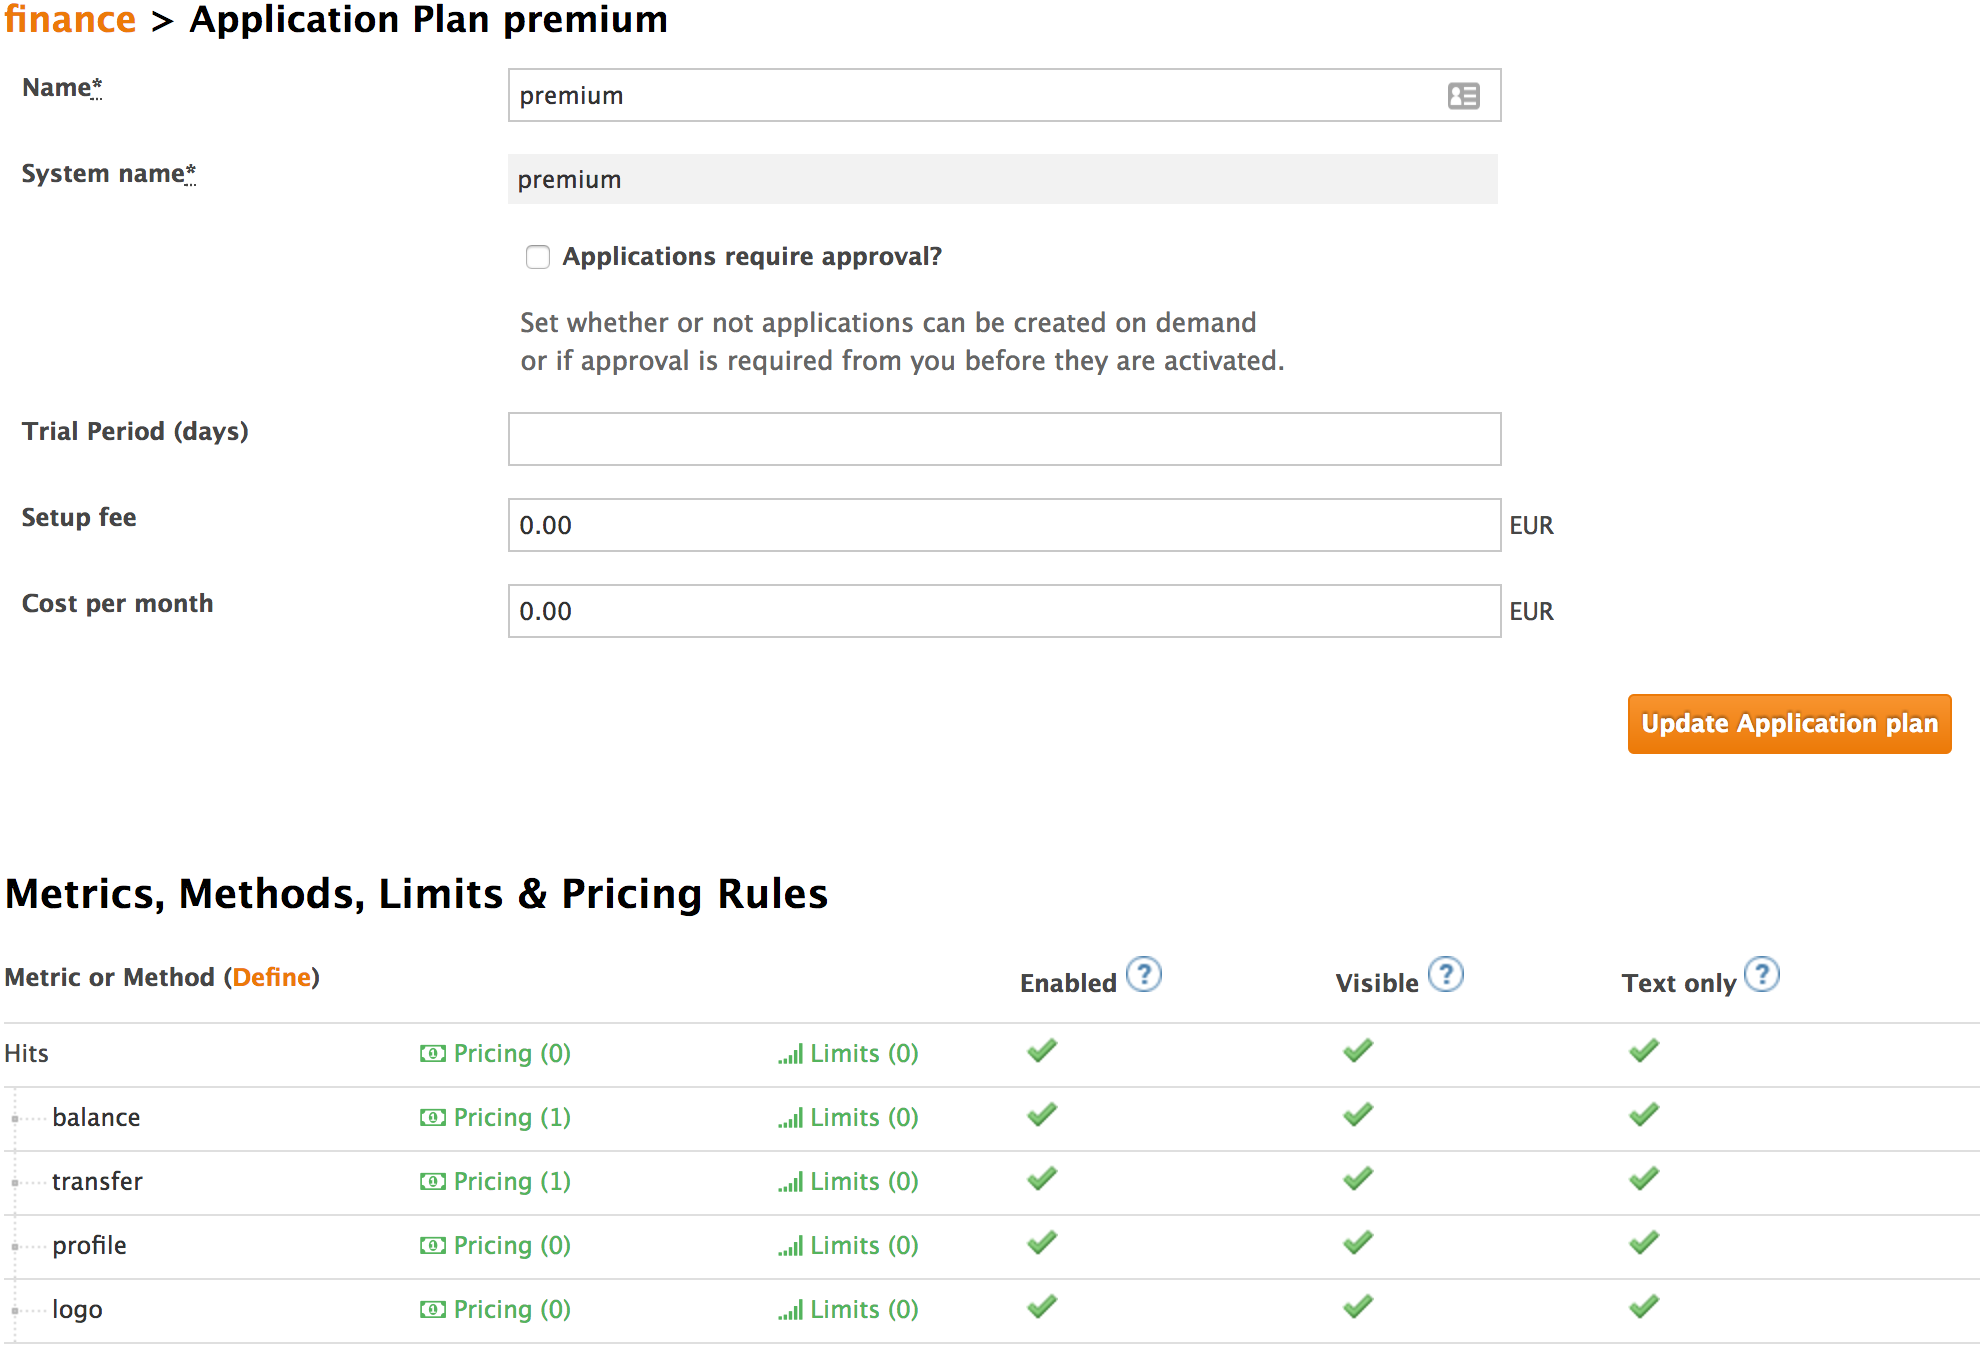 finance > Application Plan premium
Name*
premium
System name*
premium
Applications require approval?
Set whether or not applications can be created on demand
or if approval is required from you before they are activated.
Trial Period (days)
Setup fee
0.00 EUR
Cost per month
0.00 EUR
Update Application plan
Metrics, Methods, Limits & Pricing Rules
Metric or Method (Define) Enabled ? Visible ? Text only ?
Hits Pricing (0) Limits (0)
balance Pricing (1) Limits (0)
transfer Pricing (1) Limits (0)
profile Pricing (0) Limits (0)
logo Pricing (0) Limits (0)